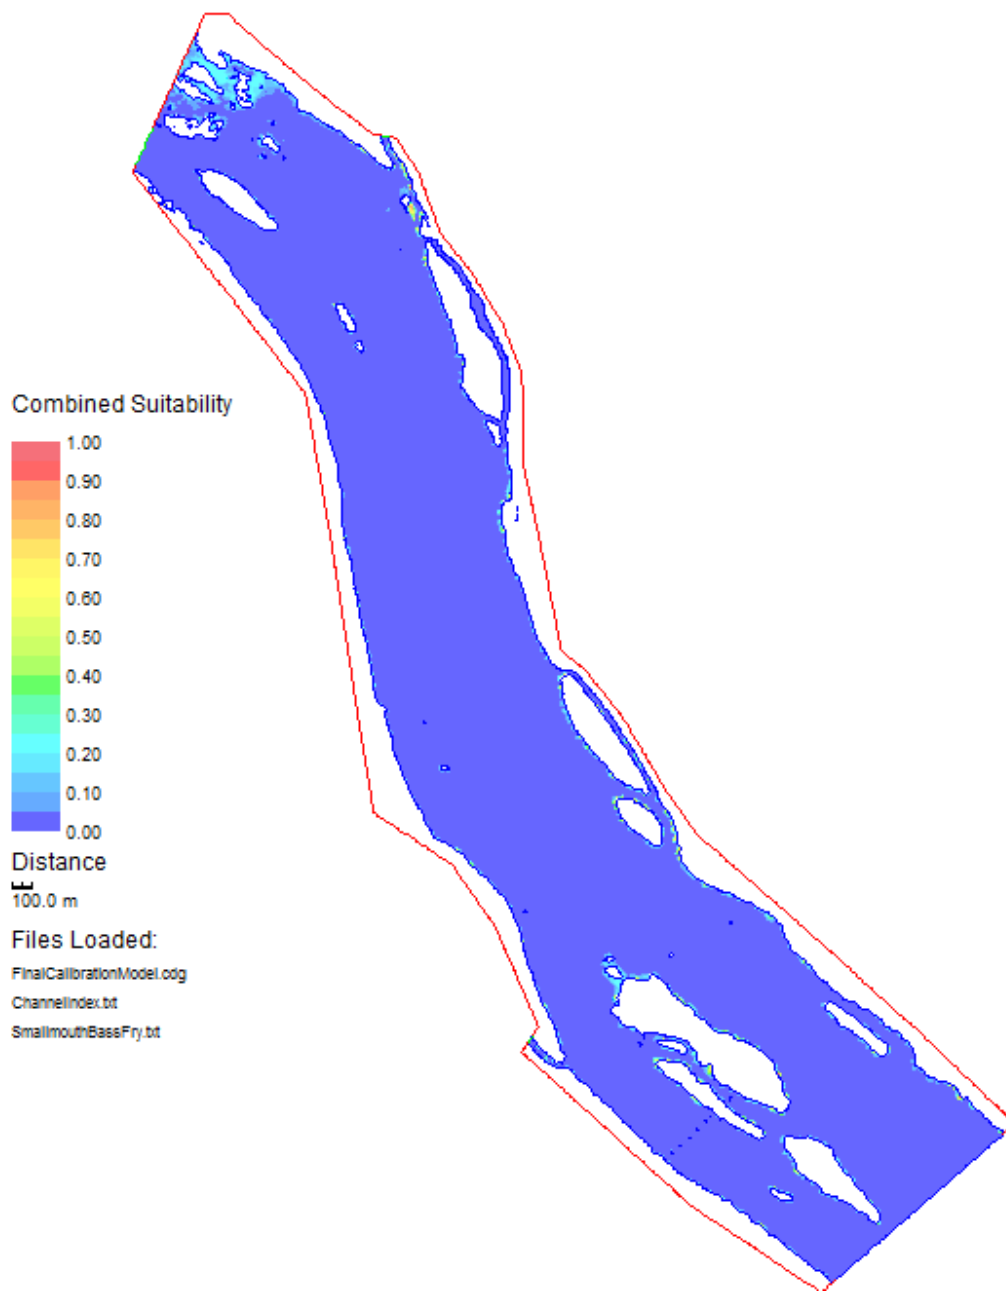 Combined Suitability
1.00
0.90
0.80
0.70
0.60
0.50
0.40
0.30
0.20
0.10
0.00
Distance
100.0 m
Files Loaded:
FinalCalibrationModel.cdg
ChannelIndex.txt
SmallmouthBassFry.txt